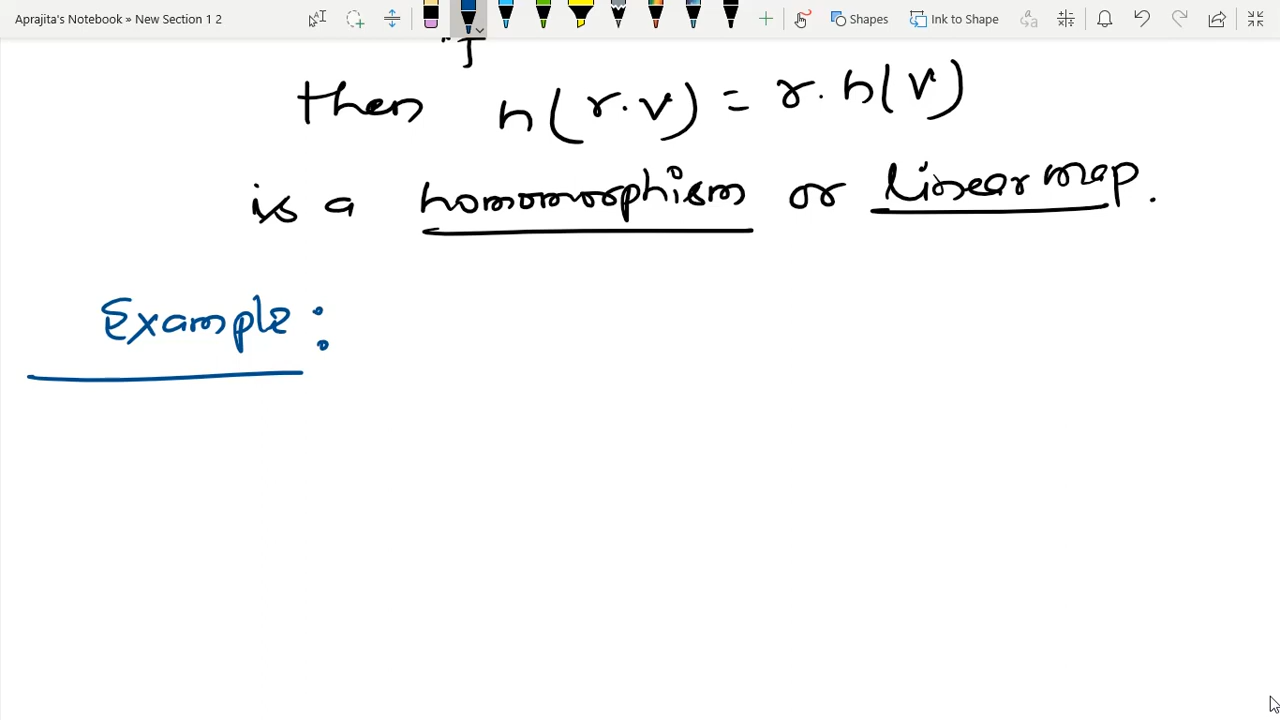 Aprajita's Notebook » New Section 1 2
Shapes
Ink to Shape
then h(r.v) = r.h(v)
is a homomorphism or linear map.
Example: